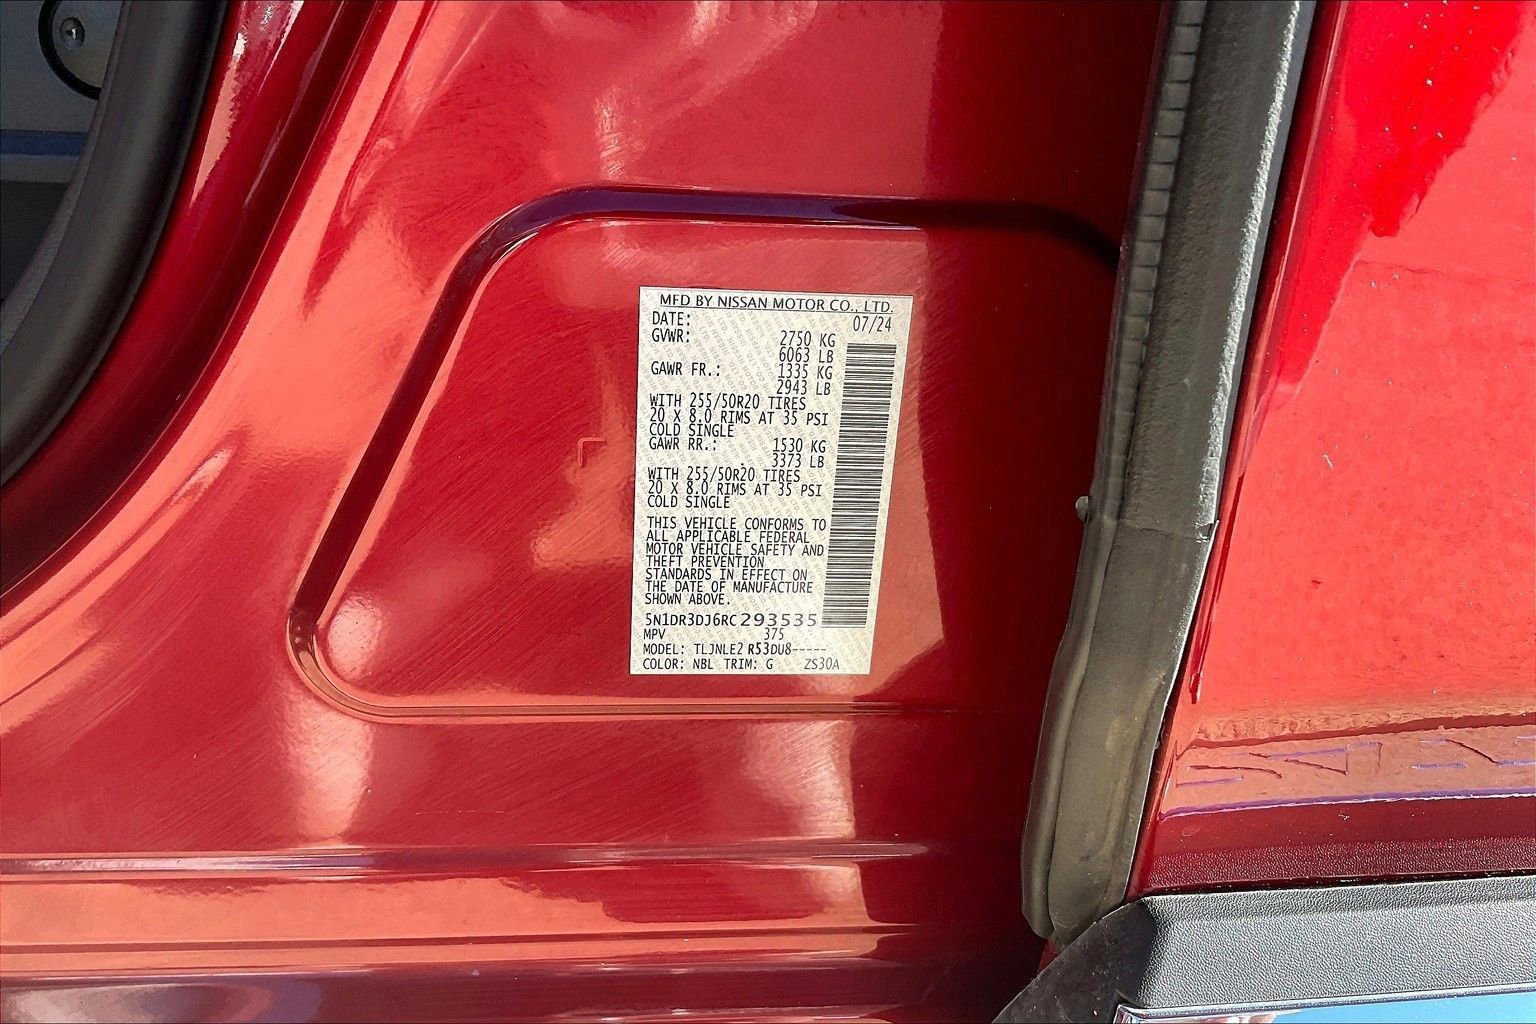 MFD BY NISSAN MOTOR CO., LTD.
DATE: 07/24
GVWR: 2750 KG
6063 LB
GAWR FR.: 1335 KG
2943 LB
WITH 255/50R20 TIRES
20 X 8.0 RIMS AT 35 PSI
COLD SINGLE
GAWR RR.: 1530 KG
3373 LB
WITH 255/50R20 TIRES
20 X 8.0 RIMS AT 35 PSI
COLD SINGLE
THIS VEHICLE CONFORMS TO
ALL APPLICABLE FEDERAL
MOTOR VEHICLE SAFETY AND
THEFT PREVENTION
STANDARDS IN EFFECT ON
THE DATE OF MANUFACTURE
SHOWN ABOVE.
5N1DR3DJ6RC293535
MPV 375
MODEL: TLJNLE2 R53DU8-----
COLOR: NBL TRIM: G ZS30A